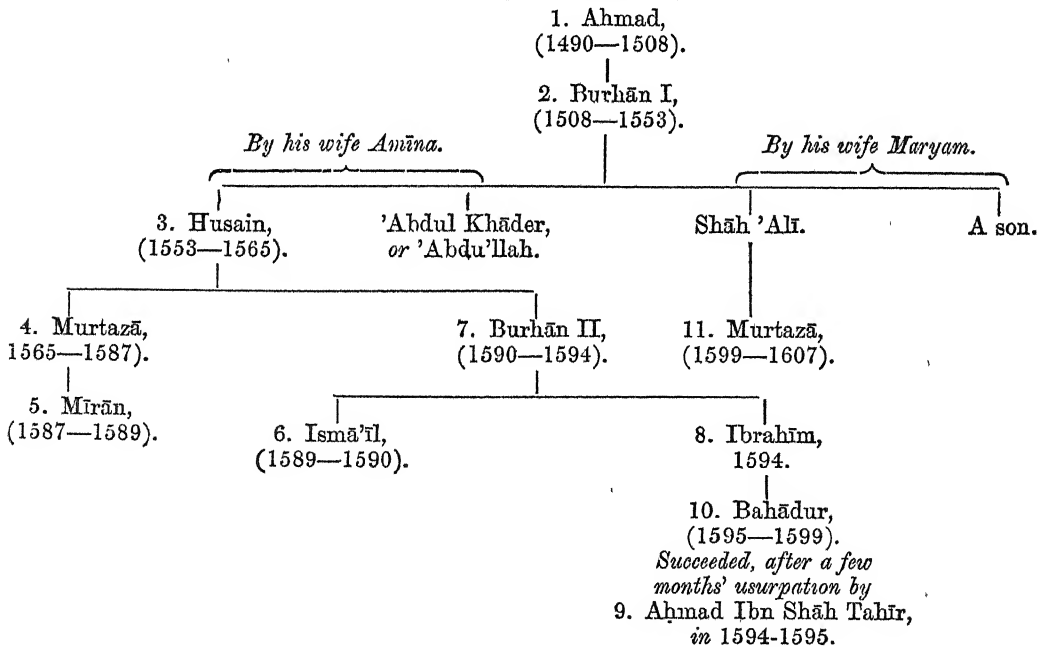 1. Ahmad,
(1490—1508).
2. Burhān I,
(1508—1553).
By his wife Amīna.
By his wife Maryam.
3. Husain,
(1553—1565).
'Abdul Khāder,
or 'Abdu'llah.
Shāh 'Alī.
A son.
4. Murtazā,
1565—1587).
7. Burhān II,
(1590—1594).
11. Murtazā,
(1599—1607).
5. Mīrān,
(1587—1589).
6. Ismā'īl,
(1589—1590).
8. Ibrahīm,
1594.
10. Bahādur,
(1595—1599).
Succeeded, after a few
months' usurpation by
9. Aḥmad Ibn Shāh Tahīr,
in 1594-1595.